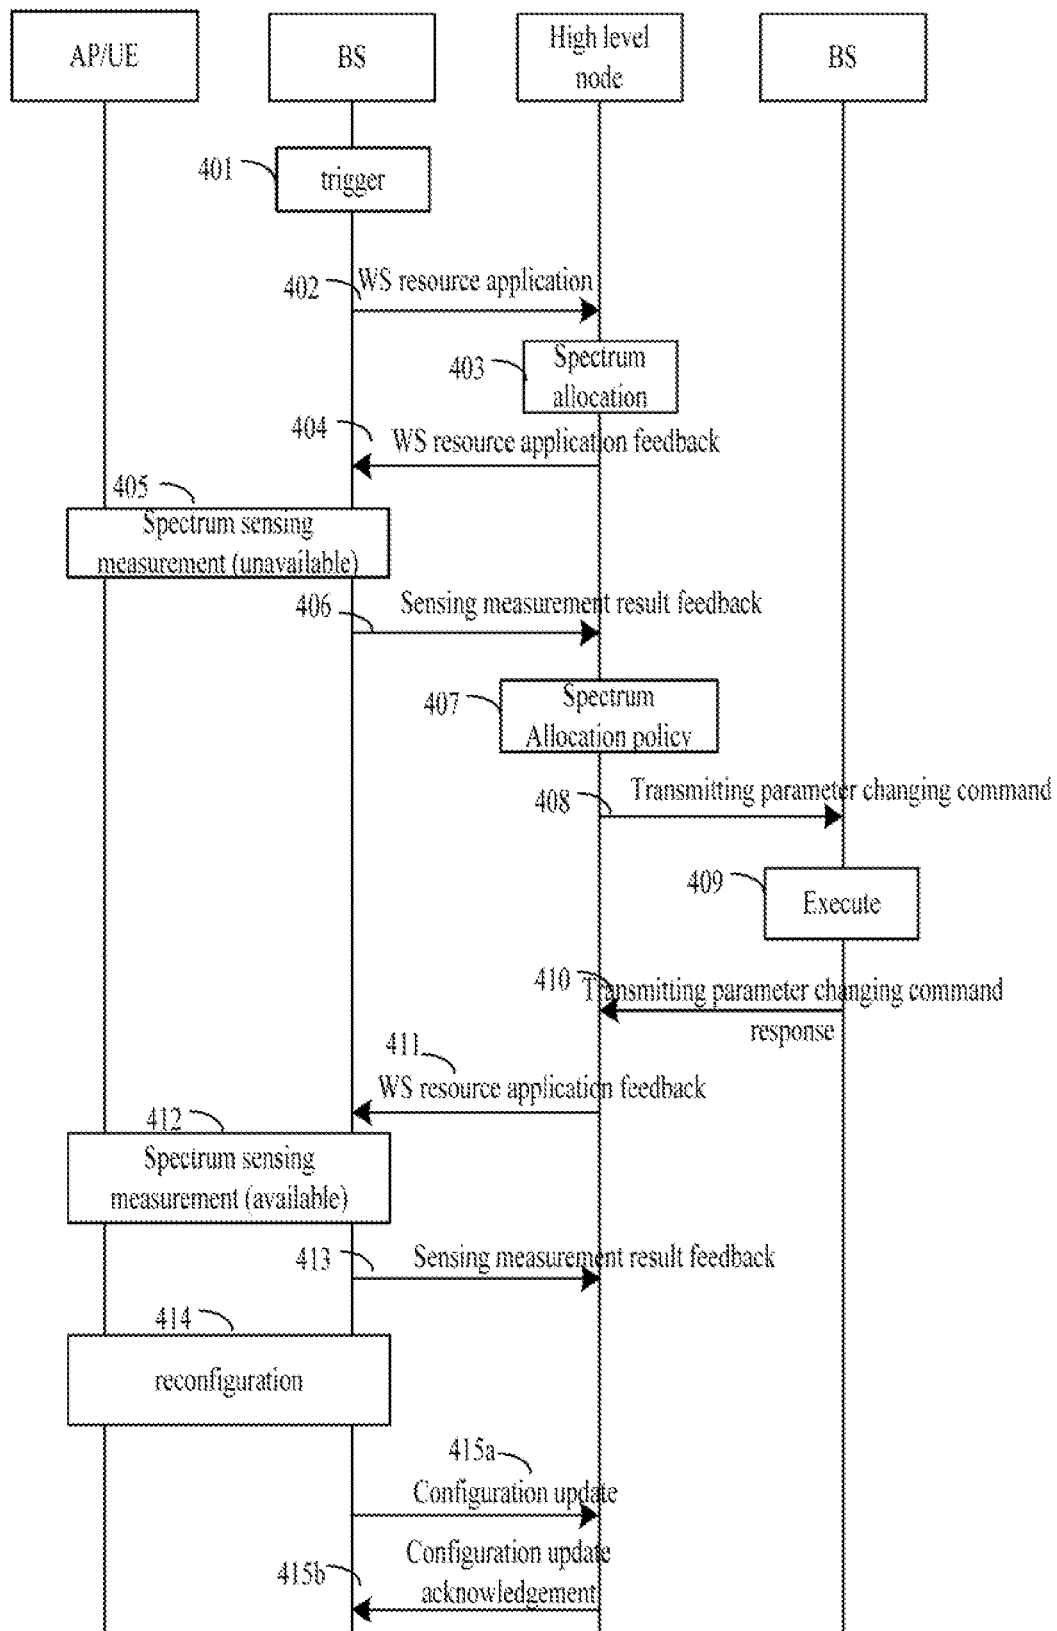 AP/UE
BS
High level
node
BS
401
trigger
402
WS resource application
403
Spectrum
allocation
404
WS resource application feedback
405
Spectrum sensing
measurement (unavailable)
406
Sensing measurement result feedback
407
Spectrum
Allocation policy
408
Transmitting parameter changing command
409
Execute
410
Transmitting parameter changing command
response
411
WS resource application feedback
412
Spectrum sensing
measurement (available)
413
Sensing measurement result feedback
414
reconfiguration
415a
Configuration update
415b
Configuration update
acknowledgement